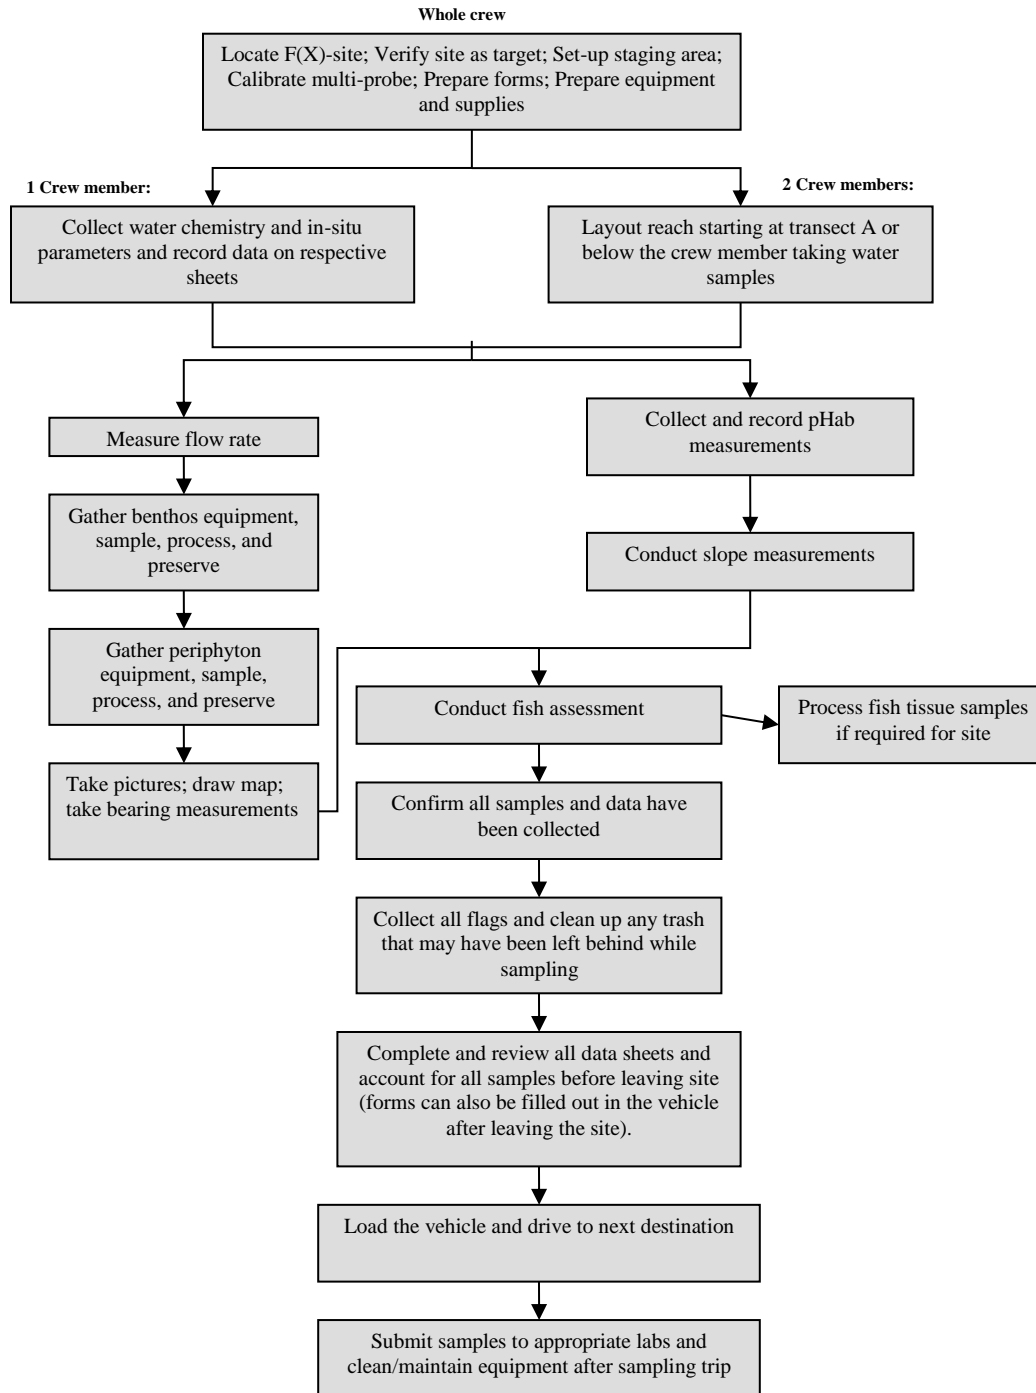 Whole crew
Locate F(X)-site; Verify site as target; Set-up staging area;
Calibrate multi-probe; Prepare forms; Prepare equipment
and supplies
1 Crew member:
Collect water chemistry and in-situ
parameters and record data on respective
sheets
2 Crew members:
Layout reach starting at transect A or
below the crew member taking water
samples
Measure flow rate
Gather benthos equipment,
sample, process, and
preserve
Gather periphyton
equipment, sample,
process, and preserve
Take pictures; draw map;
take bearing measurements
Collect and record pHab
measurements
Conduct slope measurements
Conduct fish assessment
Process fish tissue samples
if required for site
Confirm all samples and data have
been collected
Collect all flags and clean up any trash
that may have been left behind while
sampling
Complete and review all data sheets and
account for all samples before leaving site
(forms can also be filled out in the vehicle
after leaving the site).
Load the vehicle and drive to next destination
Submit samples to appropriate labs and
clean/maintain equipment after sampling trip